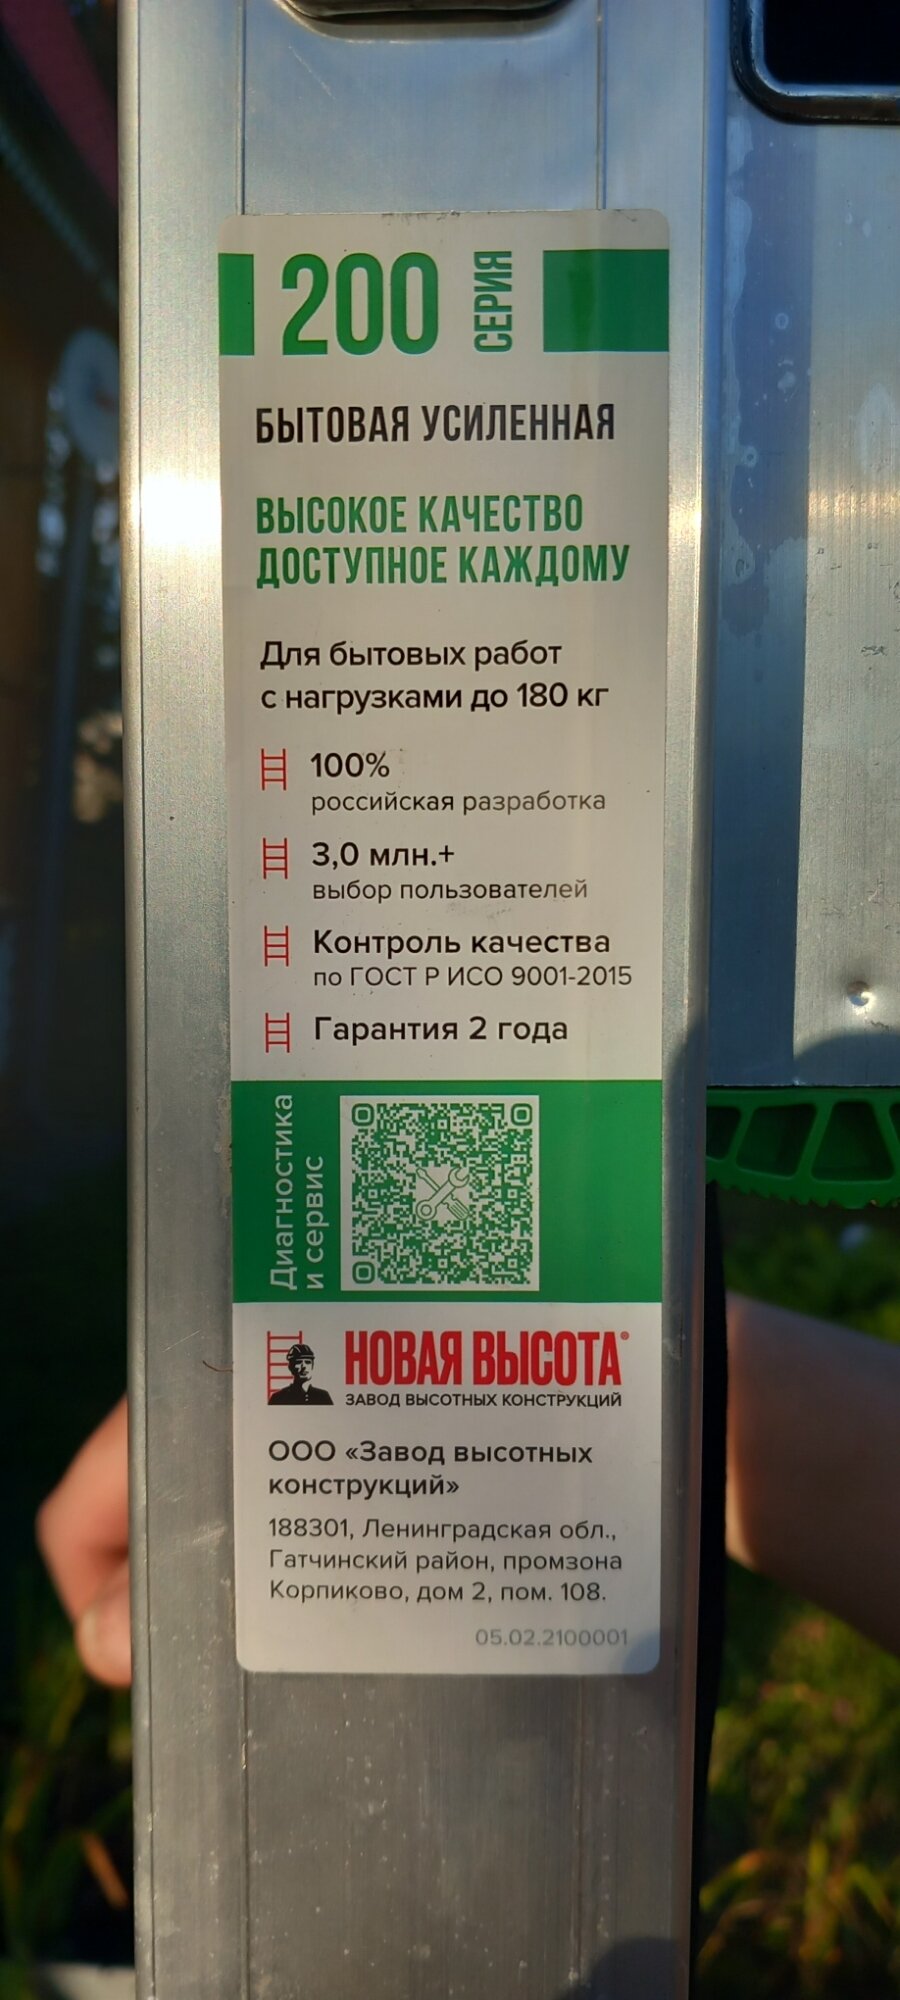 200 СЕРИЯ
БЫТОВАЯ УСИЛЕННАЯ
ВЫСОКОЕ КАЧЕСТВО
ДОСТУПНОЕ КАЖДОМУ
Для бытовых работ
с нагрузками до 180 кг
100%
российская разработка
3,0 млн.+
выбор пользователей
Контроль качества
по ГОСТ Р ИСО 9001-2015
Гарантия 2 года
Диагностика
и сервис
НОВАЯ ВЫСОТА®
ЗАВОД ВЫСОТНЫХ КОНСТРУКЦИЙ
ООО «Завод высотных
конструкций»
188301, Ленинградская обл.,
Гатчинский район, промзона
Корпиково, дом 2, пом. 108.
05.02.2100001